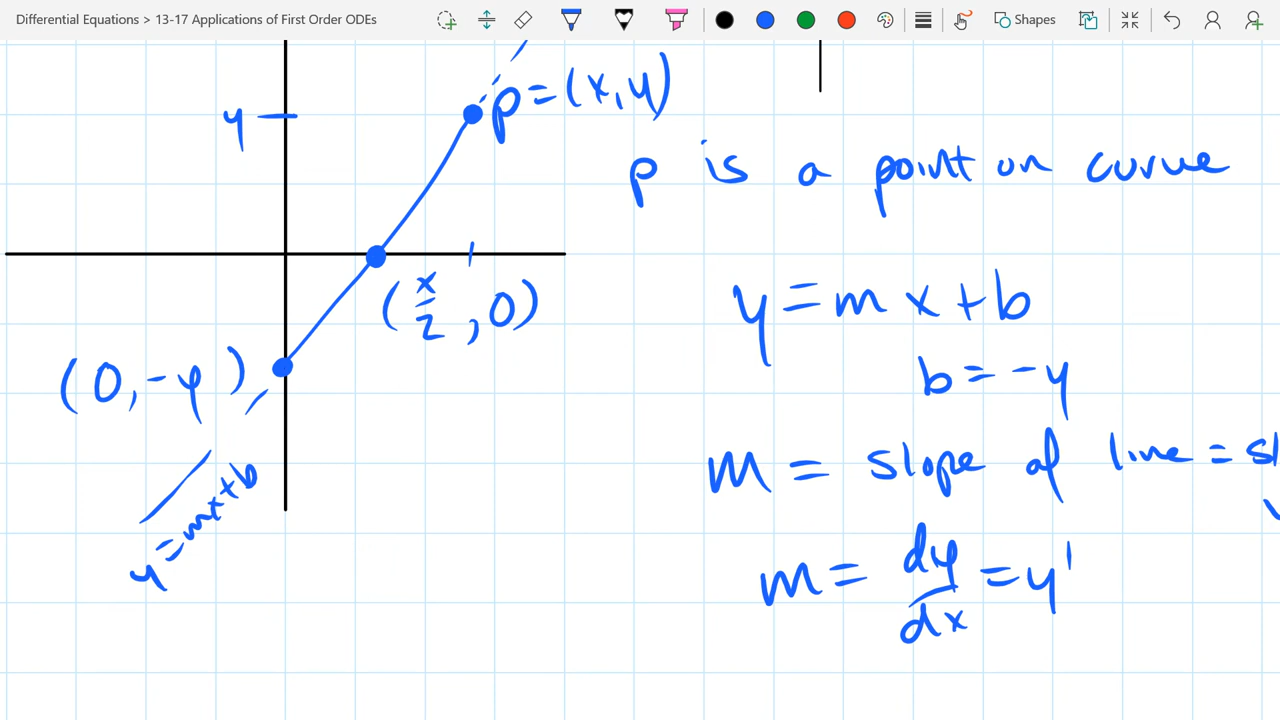 Differential Equations > 13-17 Applications of First Order ODEs
Shapes
y
p = (x, y)
p is a point on curve
(x/2, 0)
y = mx + b
(0, -y)
b = -y
m = slope of line = sl
y = mx + b
m = dy/dx = y'